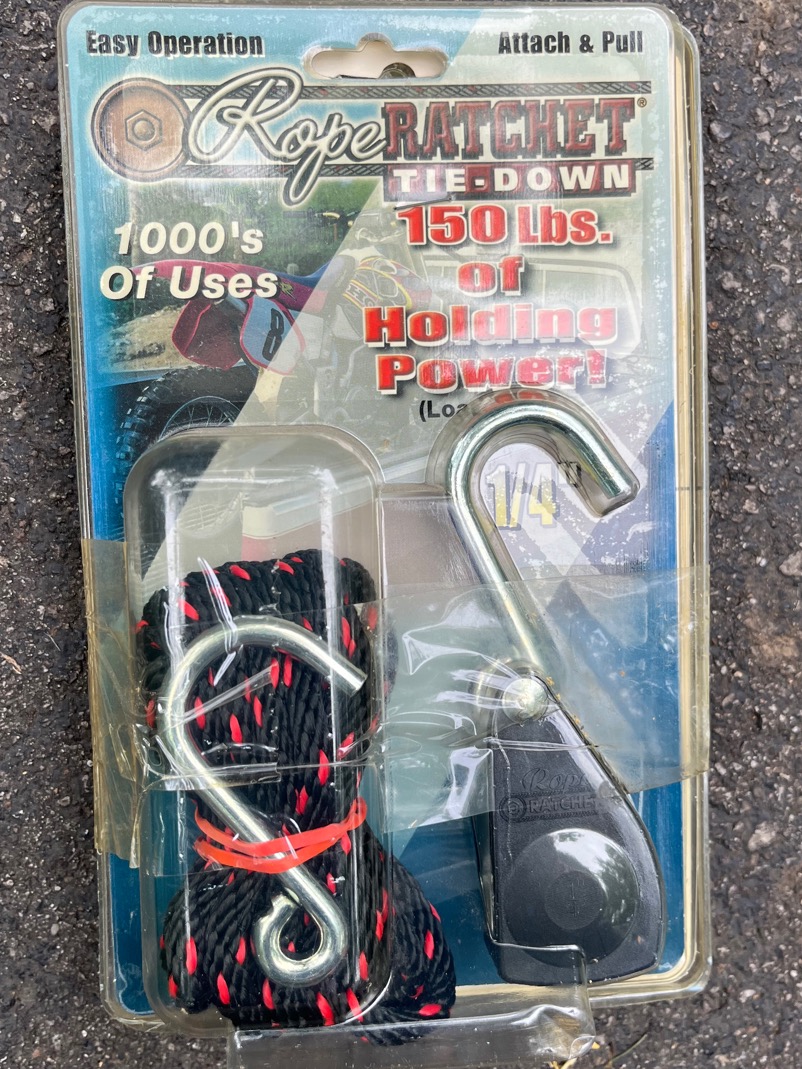 Easy Operation
Attach & Pull
Rope RATCHET®
TIE-DOWN
1000's
Of Uses
150 Lbs.
of
Holding
Power!
1/4"
Rope
RATCHET